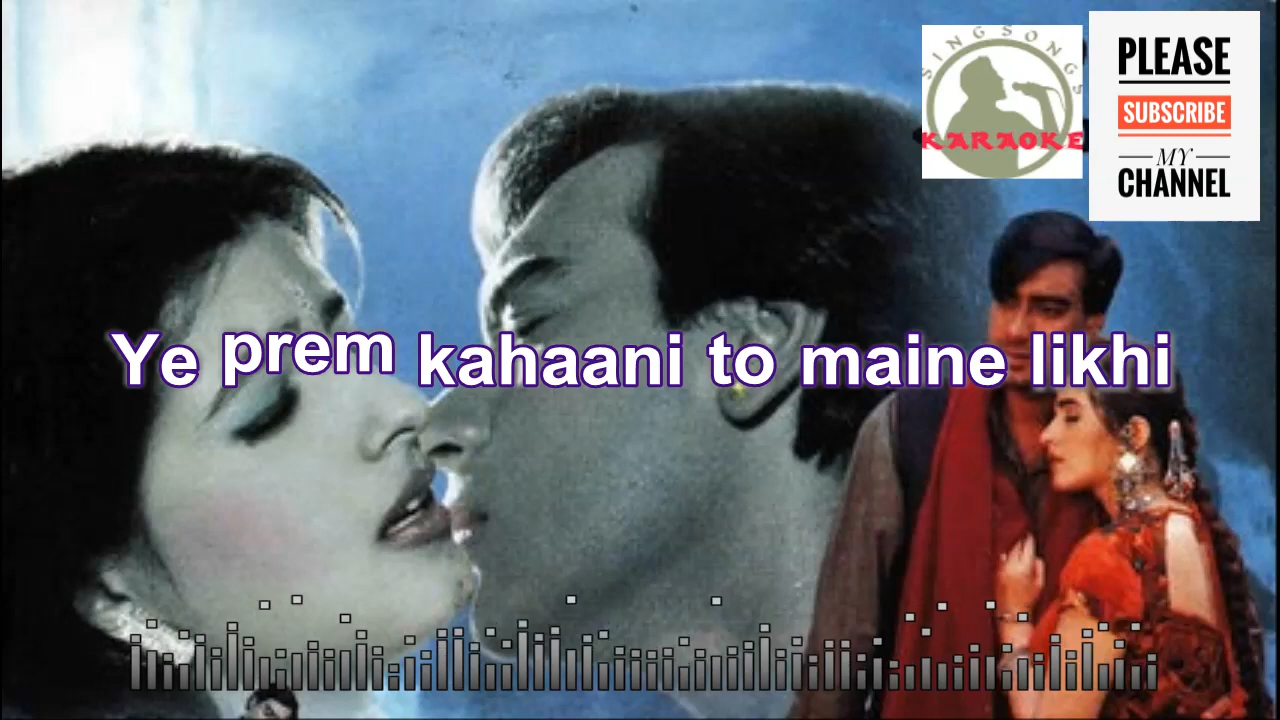 SING SONGS
KARAOKE
PLEASE
SUBSCRIBE
MY
CHANNEL
Ye prem kahaani to maine likhi